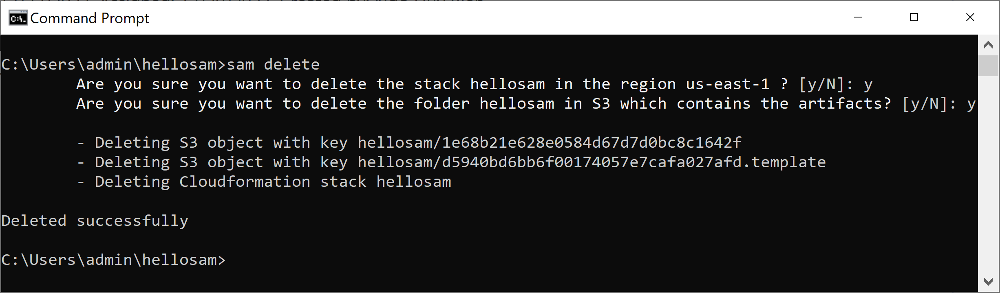 Command Prompt
C:\Users\admin\hellosam>sam delete
Are you sure you want to delete the stack hellosam in the region us-east-1 ? [y/N]: y
Are you sure you want to delete the folder hellosam in S3 which contains the artifacts? [y/N]: y
- Deleting S3 object with key hellosam/1e68b21e628e0584d67d7d0bc8c1642f
- Deleting S3 object with key hellosam/d5940bd6bb6f00174057e7cafa027afd.template
- Deleting Cloudformation stack hellosam
Deleted successfully
C:\Users\admin\hellosam>